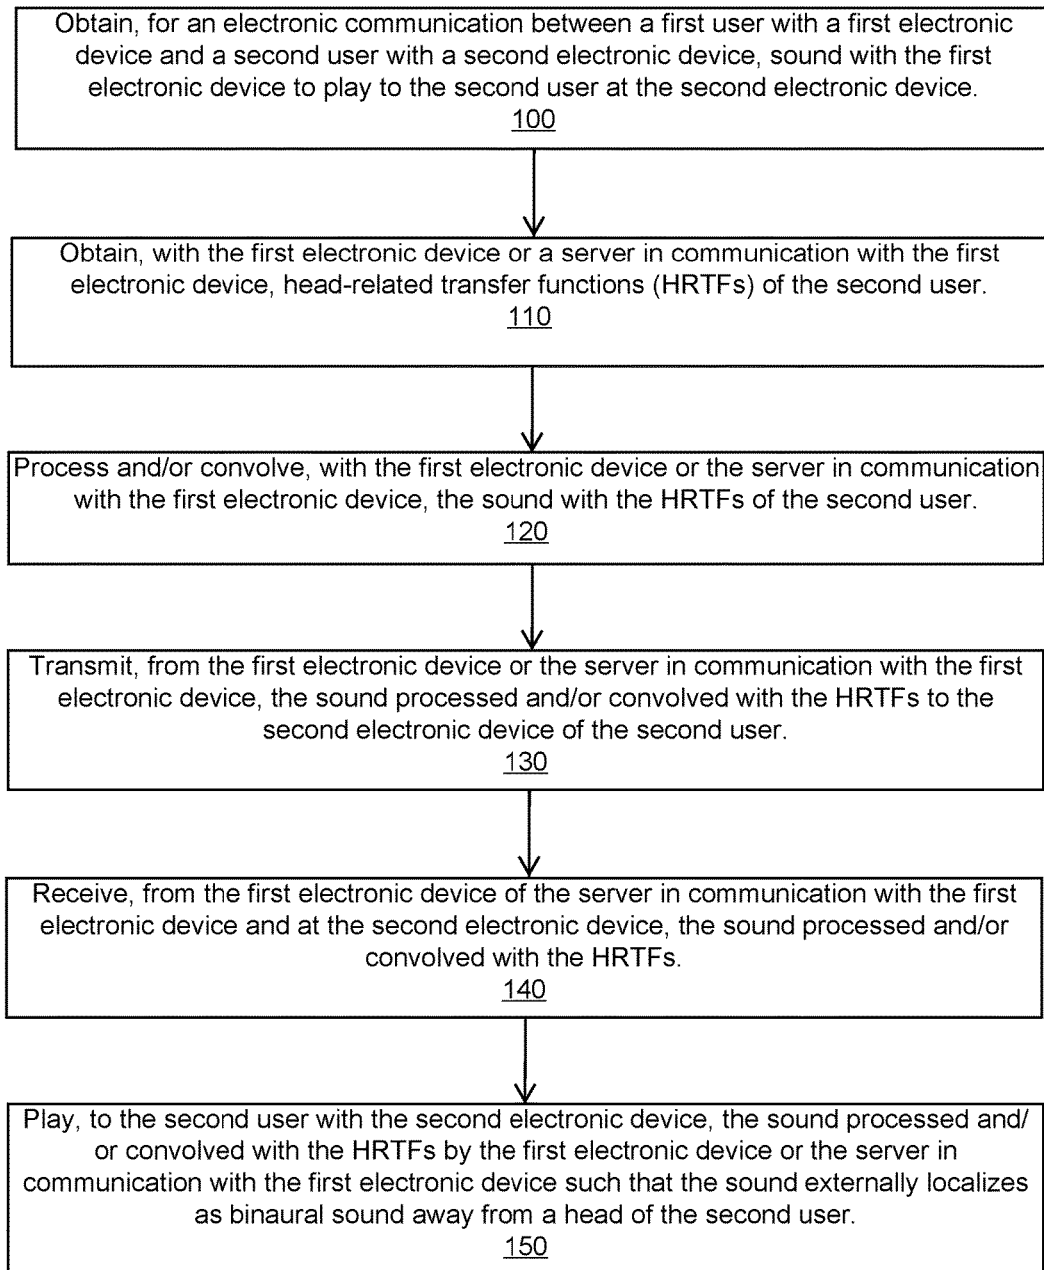 Obtain, for an electronic communication between a first user with a first electronic
device and a second user with a second electronic device, sound with the first
electronic device to play to the second user at the second electronic device.
100
Obtain, with the first electronic device or a server in communication with the first
electronic device, head-related transfer functions (HRTFs) of the second user.
110
Process and/or convolve, with the first electronic device or the server in communication
with the first electronic device, the sound with the HRTFs of the second user.
120
Transmit, from the first electronic device or the server in communication with the first
electronic device, the sound processed and/or convolved with the HRTFs to the
second electronic device of the second user.
130
Receive, from the first electronic device of the server in communication with the first
electronic device and at the second electronic device, the sound processed and/or
convolved with the HRTFs.
140
Play, to the second user with the second electronic device, the sound processed and/
or convolved with the HRTFs by the first electronic device or the server in
communication with the first electronic device such that the sound externally localizes
as binaural sound away from a head of the second user.
150